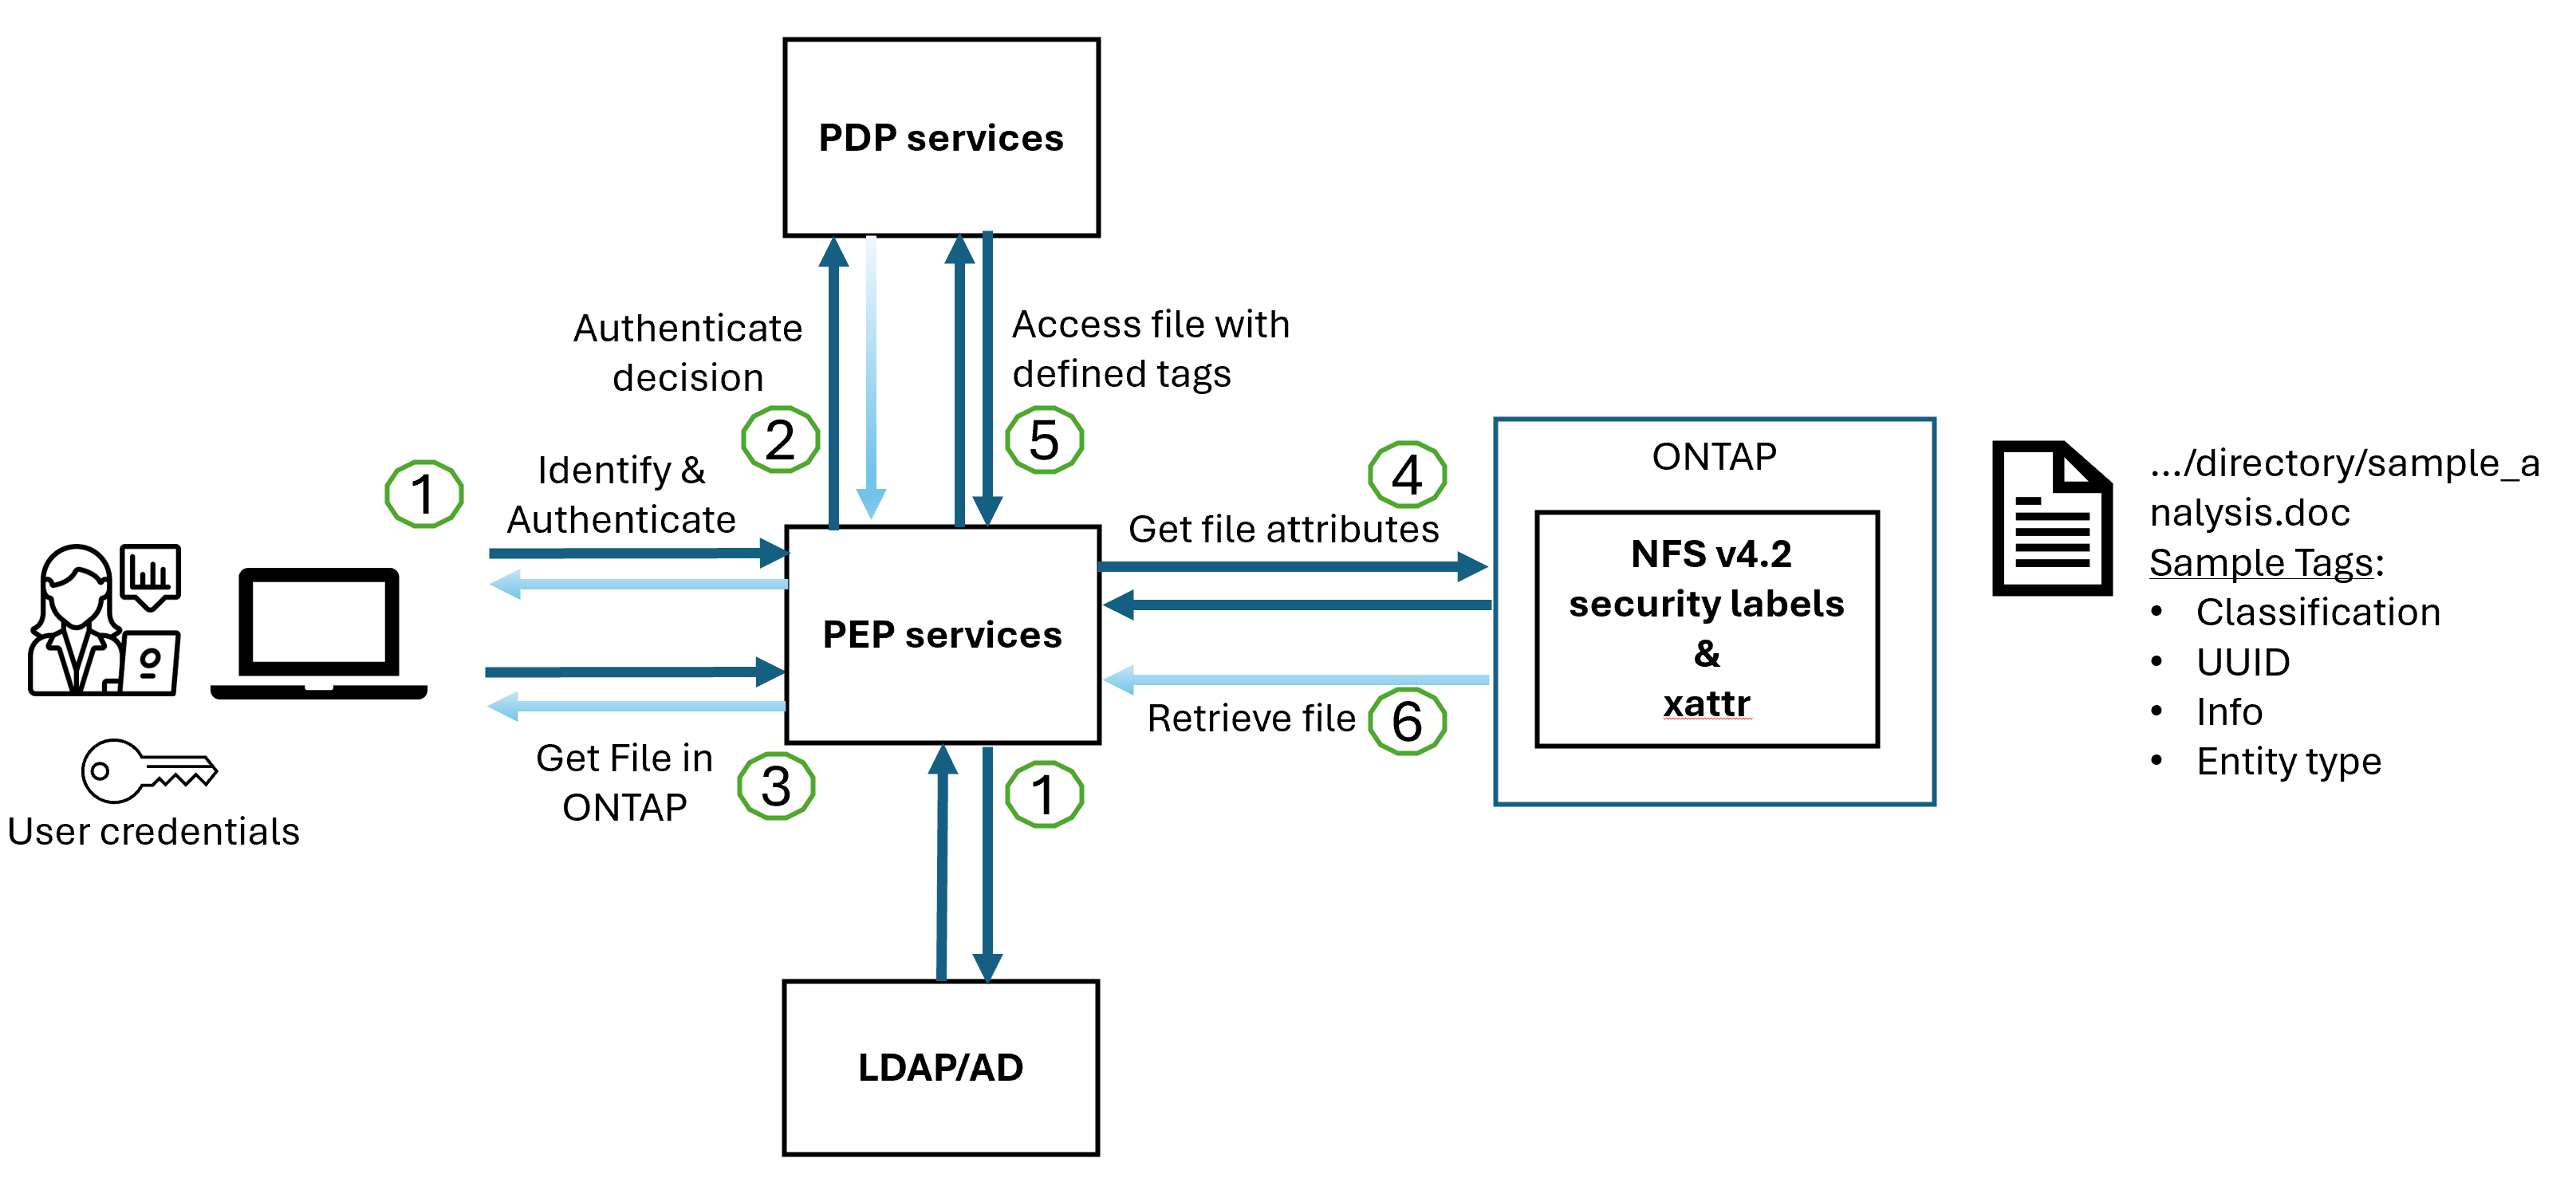 PDP services
Authenticate
decision
2
Access file with
defined tags
5
1
Identify &
Authenticate
PEP services
Get File in
ONTAP
3
User credentials
4
Get file attributes
Retrieve file
6
1
LDAP/AD
ONTAP
NFS v4.2
security labels
&
xattr
.../directory/sample_a
nalysis.doc
Sample Tags:
• Classification
• UUID
• Info
• Entity type